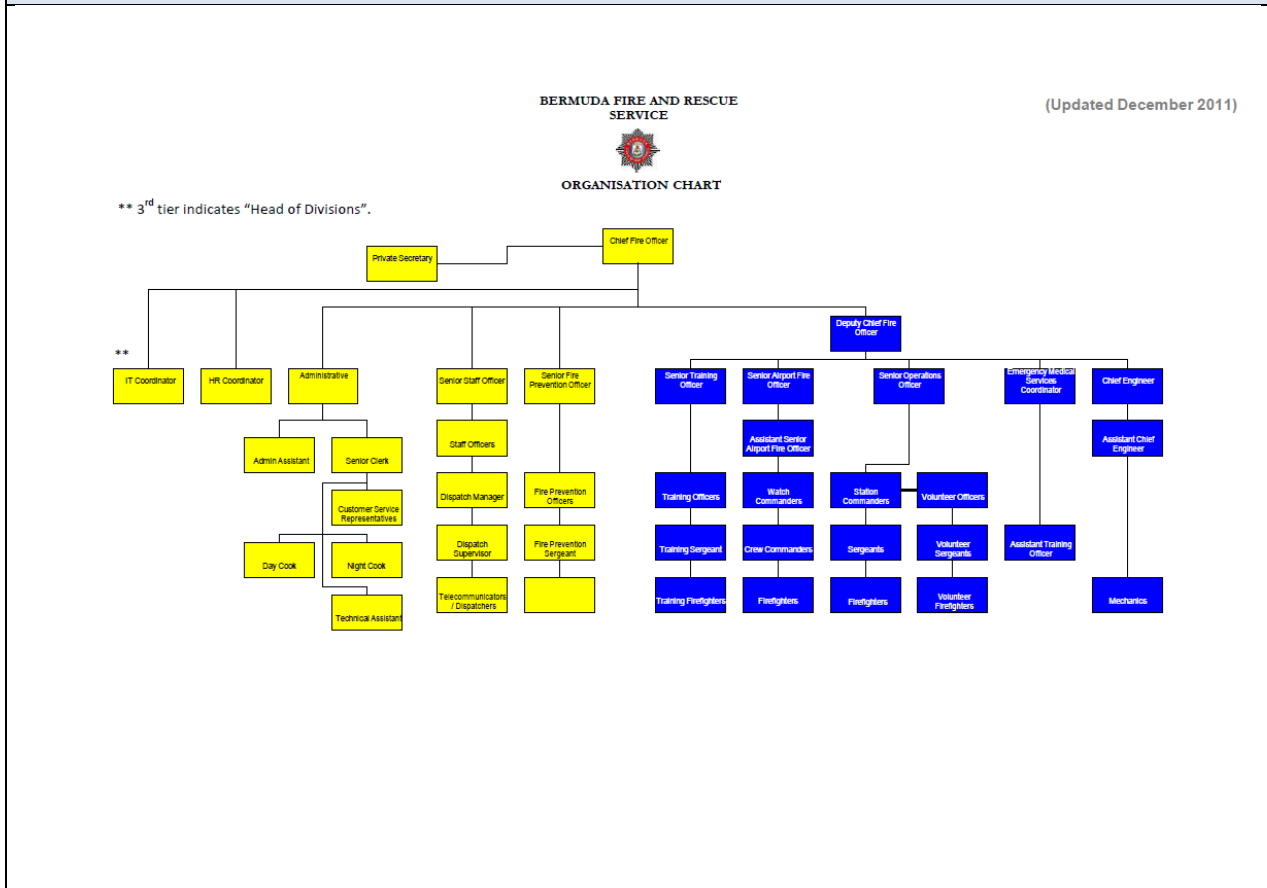 BERMUDA FIRE AND RESCUE
SERVICE
(Updated December 2011)
ORGANISATION CHART
** 3rd tier indicates “Head of Divisions”.
Chief Fire Officer
Private Secretary
Deputy Chief Fire
Officer
**
IT Coordinator
HR Coordinator
Administrative
Senior Staff Officer
Senior Fire
Prevention Officer
Senior Training
Officer
Senior Airport Fire
Officer
Senior Operations
Officer
Emergency Medical
Services
Coordinator
Chief Engineer
Admin Assistant
Senior Clerk
Staff Officers
Assistant Senior
Airport Fire Officer
Assistant Chief
Engineer
Customer Service
Representatives
Dispatch Manager
Fire Prevention
Officers
Training Officers
Watch
Commanders
Station
Commanders
Volunteer Officers
Day Cook
Night Cook
Dispatch
Supervisor
Fire Prevention
Sergeant
Training Sergeant
Crew Commanders
Sergeants
Volunteer
Sergeants
Assistant Training
Officer
Technical Assistant
Telecommunicators
/ Dispatchers
Training Firefighters
Firefighters
Firefighters
Volunteer
Firefighters
Mechanics